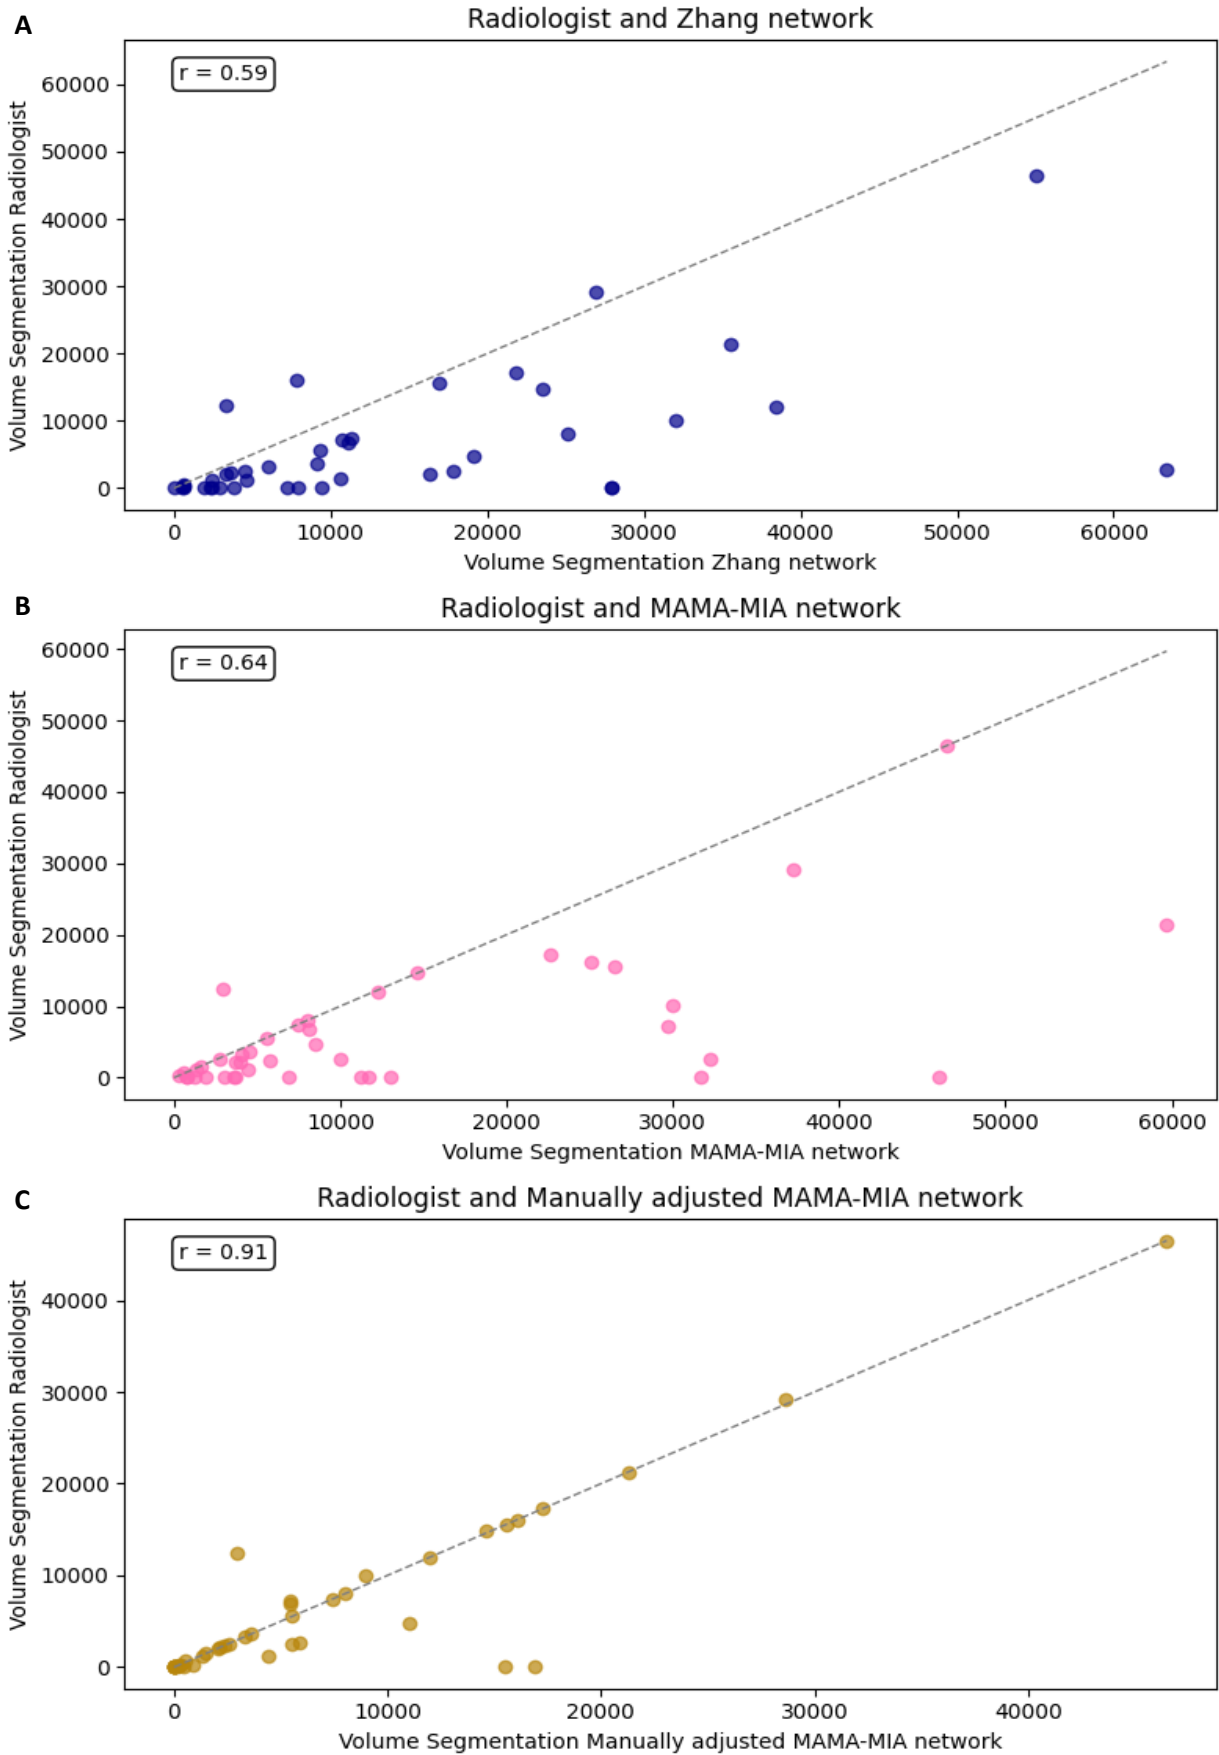 A
Radiologist and Zhang network
r = 0.59
Volume Segmentation Radiologist
60000
50000
40000
30000
20000
10000
0
0 10000 20000 30000 40000 50000 60000
Volume Segmentation Zhang network
B
Radiologist and MAMA-MIA network
r = 0.64
Volume Segmentation Radiologist
60000
50000
40000
30000
20000
10000
0
0 10000 20000 30000 40000 50000 60000
Volume Segmentation MAMA-MIA network
C
Radiologist and Manually adjusted MAMA-MIA network
r = 0.91
Volume Segmentation Radiologist
40000
30000
20000
10000
0
0 10000 20000 30000 40000
Volume Segmentation Manually adjusted MAMA-MIA network